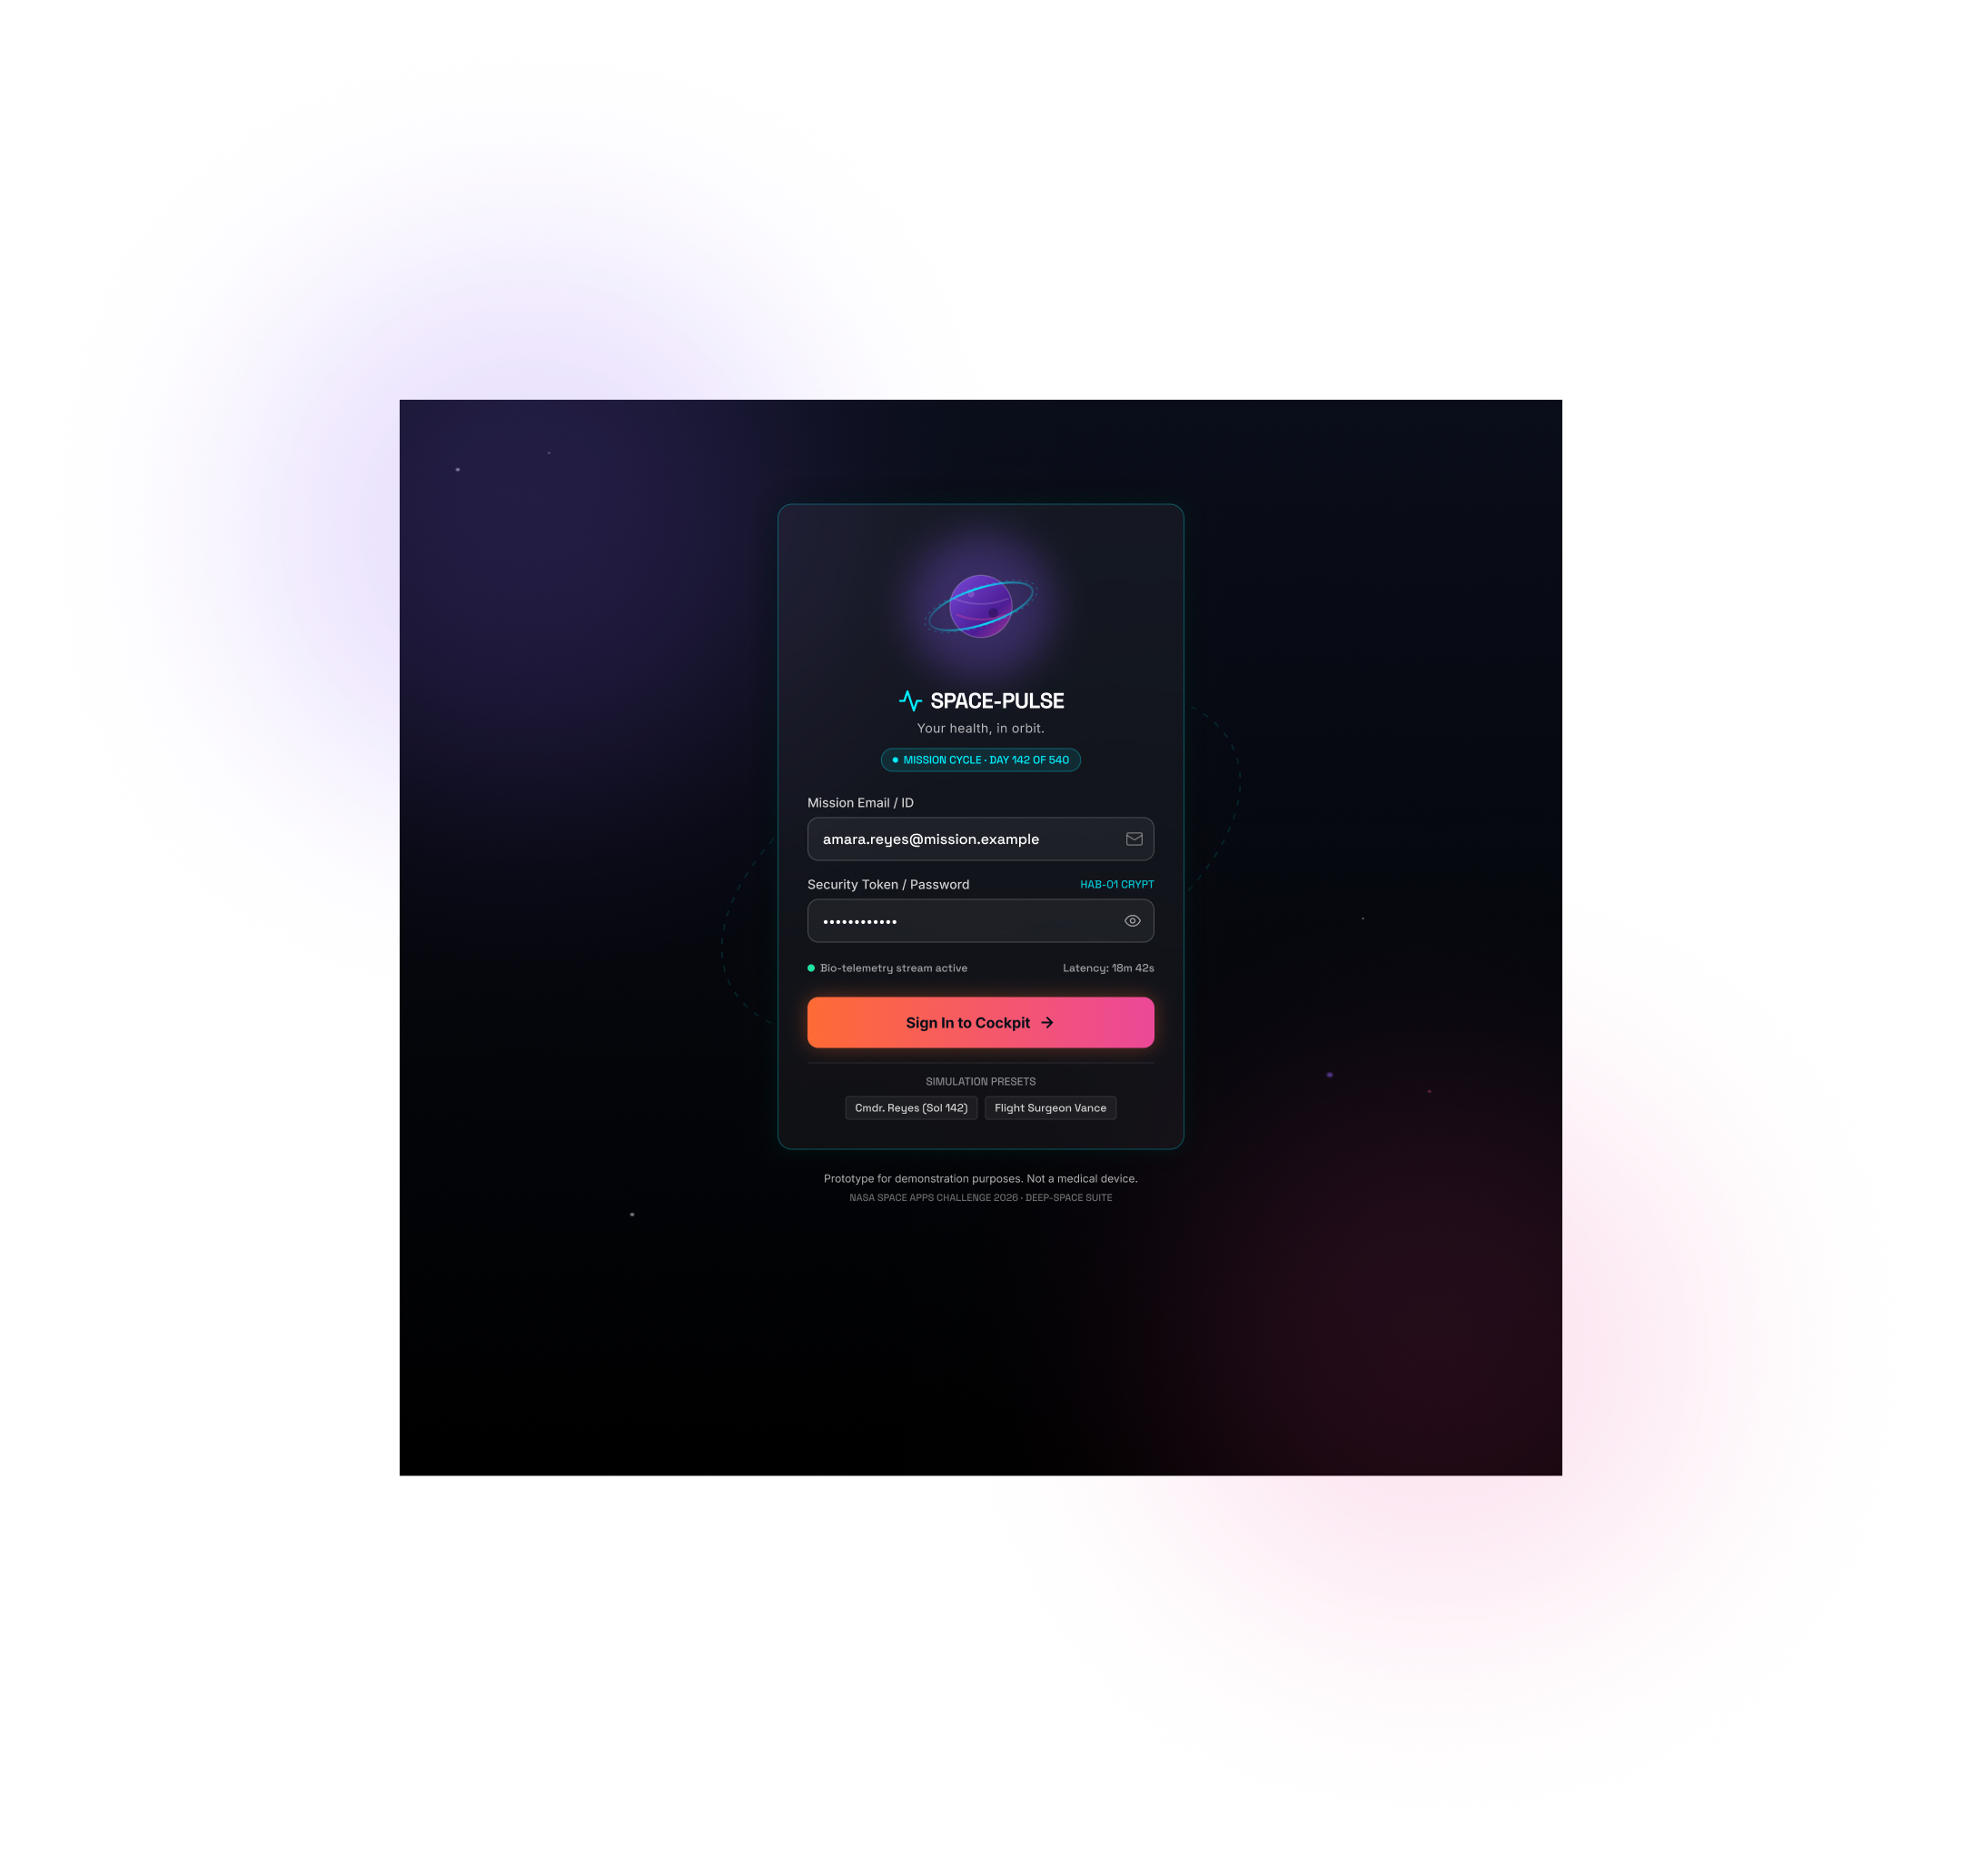 SPACE-PULSE
Your health, in orbit.
MISSION CYCLE · DAY 142 OF 540
Mission Email / ID
amara.reyes@mission.example
Security Token / Password HAB-01 CRYPT
••••••••••••
Bio-telemetry stream active Latency: 18m 42s
Sign In to Cockpit →
SIMULATION PRESETS
Cmdr. Reyes (Sol 142) Flight Surgeon Vance
Prototype for demonstration purposes. Not a medical device.
NASA SPACE APPS CHALLENGE 2026 · DEEP-SPACE SUITE